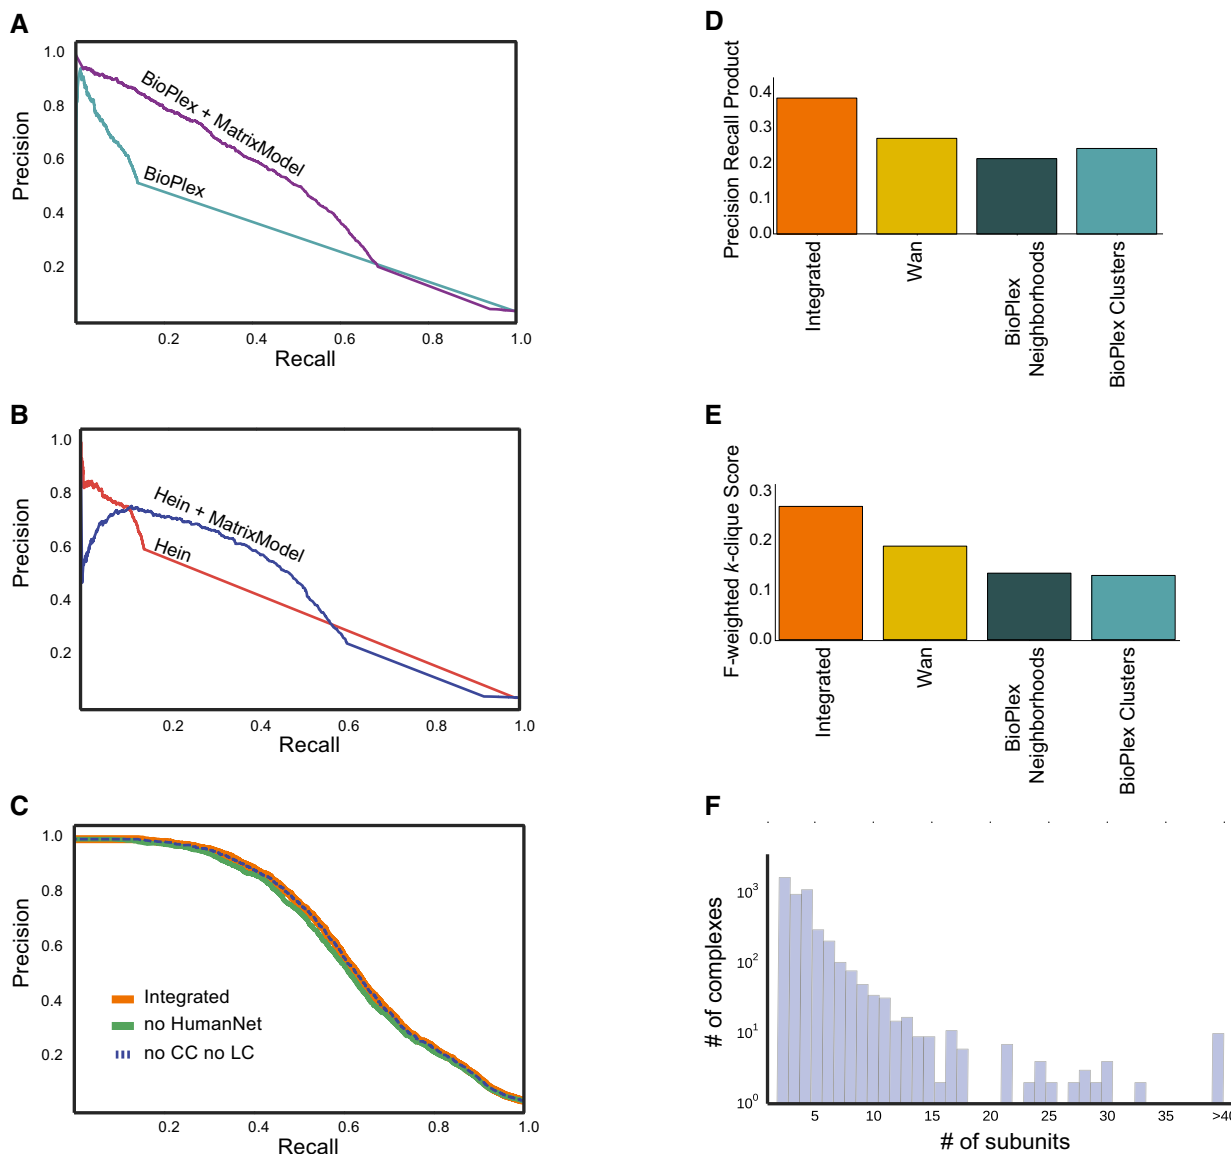 A
Precision
1.0
0.8
0.6
0.4
0.2
BioPlex + MatrixModel
BioPlex
0.2 0.4 0.6 0.8 1.0
Recall
B
Precision
1.0
0.8
0.6
0.4
0.2
Hein + MatrixModel
Hein
0.2 0.4 0.6 0.8 1.0
Recall
C
Precision
1.0
0.8
0.6
0.4
0.2
Integrated
no HumanNet
no CC no LC
0.2 0.4 0.6 0.8 1.0
Recall
D
Precision Recall Product
0.4
0.3
0.2
0.1
0.0
Integrated
Wan
BioPlex
Neighborhoods
BioPlex Clusters
E
F-weighted k-clique Score
0.3
0.2
0.1
0.0
Integrated
Wan
BioPlex
Neighborhoods
BioPlex Clusters
F
# of complexes
10³
10²
10¹
10⁰
5 10 15 20 25 30 35 >40
# of subunits